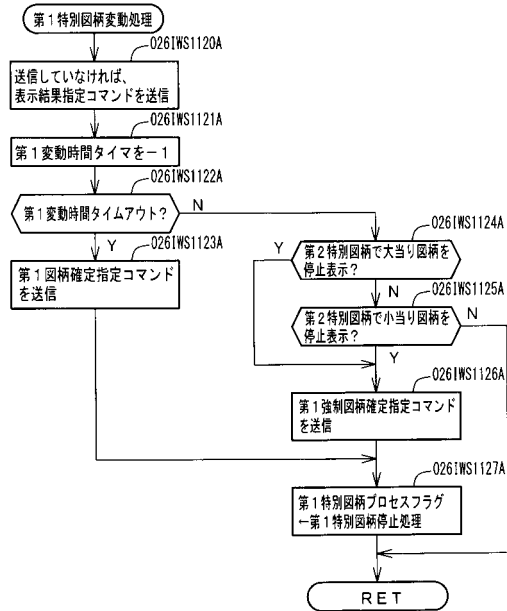 第1特別図柄変動処理
026IWS1120A
送信していなければ、
表示結果指定コマンドを送信
026IWS1121A
第1変動時間タイマを－1
026IWS1122A
第1変動時間タイムアウト？
N
Y
026IWS1123A
第1図柄確定指定コマンド
を送信
026IWS1124A
Y
第2特別図柄で大当り図柄を
停止表示？
N
026IWS1125A
第2特別図柄で小当り図柄を
停止表示？
N
Y
026IWS1126A
第1強制図柄確定指定コマンド
を送信
026IWS1127A
第1特別図柄プロセスフラグ
←第1特別図柄停止処理
RET